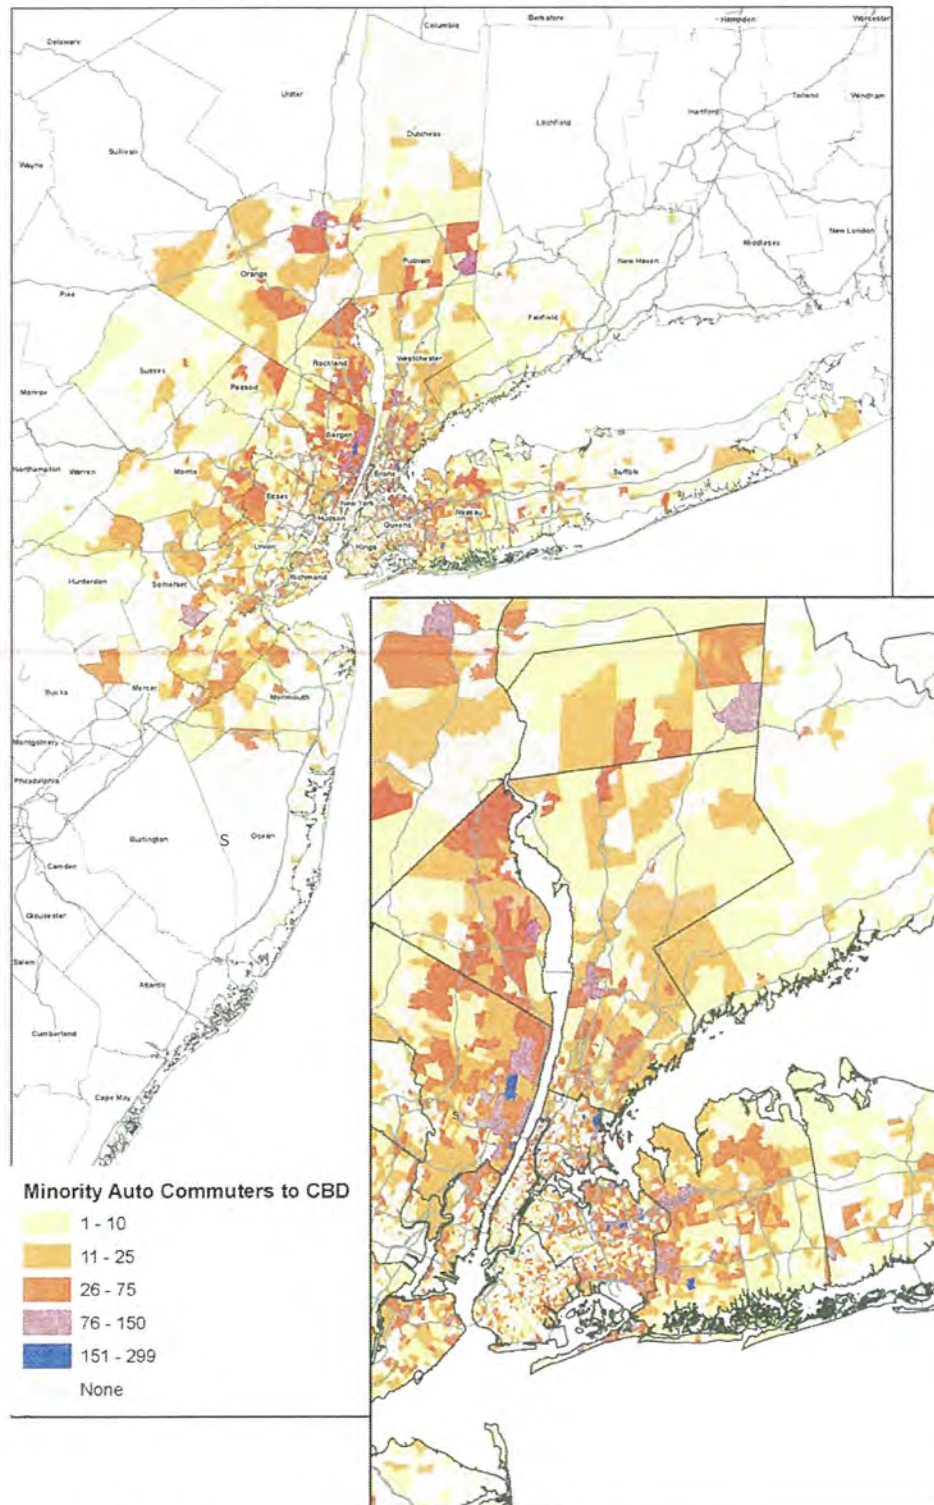 Columbia
Berkshire
Hampden
Worcester
Delaware
Ulster
Litchfield
Hartford
Tolland
Windham
Dutchess
Sullivan
Wayne
New London
Middlesex
Putnam
New Haven
Orange
Pike
Fairfield
Rockland
Westchester
Sussex
Passaic
Monroe
Bergen
Northampton
Warren
Morris
Bronx
Suffolk
Essex
New York
Nassau
Hudson
Queens
Union
Kings
Richmond
Hunterdon
Somerset
Bucks
Mercer
Monmouth
Montgomery
Philadelphia
Burlington
S
Ocean
Camden
Gloucester
Salem
Atlantic
Cumberland
Cape May
S
Minority Auto Commuters to CBD
1 - 10
11 - 25
26 - 75
76 - 150
151 - 299
None